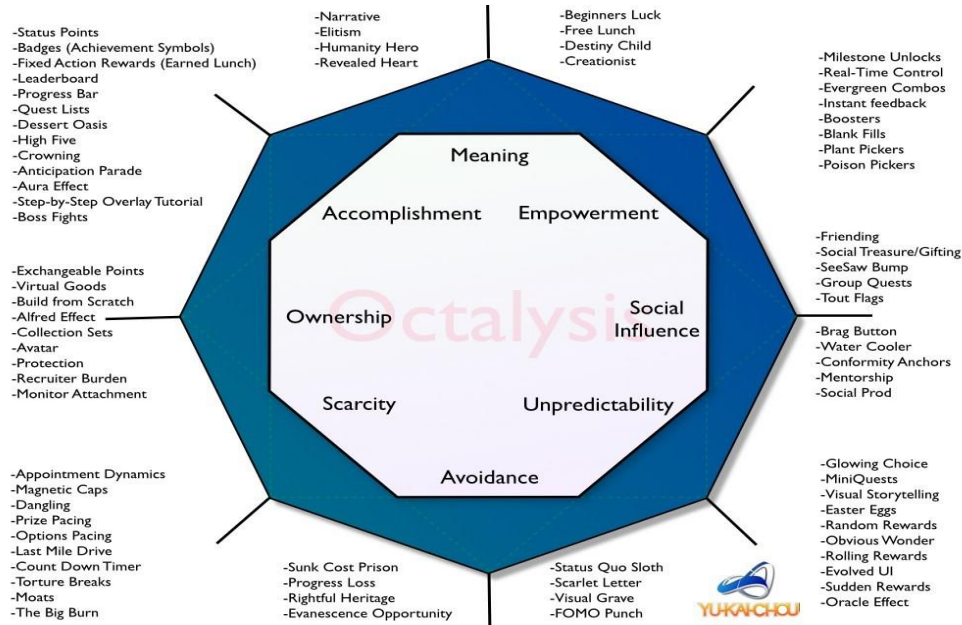 -Status Points
-Badges (Achievement Symbols)
-Fixed Action Rewards (Earned Lunch)
-Leaderboard
-Progress Bar
-Quest Lists
-Dessert Oasis
-High Five
-Crowning
-Anticipation Parade
-Aura Effect
-Step-by-Step Overlay Tutorial
-Boss Fights
-Narrative
-Elitism
-Humanity Hero
-Revealed Heart
-Beginners Luck
-Free Lunch
-Destiny Child
-Creationist
-Milestone Unlocks
-Real-Time Control
-Evergreen Combos
-Instant feedback
-Boosters
-Blank Fills
-Plant Pickers
-Poison Pickers
Meaning
Accomplishment
Empowerment
Ownership
Octalysis
Social
Influence
Scarcity
Unpredictability
Avoidance
-Exchangeable Points
-Virtual Goods
-Build from Scratch
-Alfred Effect
-Collection Sets
-Avatar
-Protection
-Recruiter Burden
-Monitor Attachment
-Friending
-Social Treasure/Gifting
-SeeSaw Bump
-Group Quests
-Tout Flags
-Brag Button
-Water Cooler
-Conformity Anchors
-Mentorship
-Social Prod
-Appointment Dynamics
-Magnetic Caps
-Dangling
-Prize Pacing
-Options Pacing
-Last Mile Drive
-Count Down Timer
-Torture Breaks
-Moats
-The Big Burn
-Sunk Cost Prison
-Progress Loss
-Rightful Heritage
-Evanescence Opportunity
-Status Quo Sloth
-Scarlet Letter
-Visual Grave
-FOMO Punch
YU-KAI-CHOU
-Glowing Choice
-MiniQuests
-Visual Storytelling
-Easter Eggs
-Random Rewards
-Obvious Wonder
-Rolling Rewards
-Evolved UI
-Sudden Rewards
-Oracle Effect